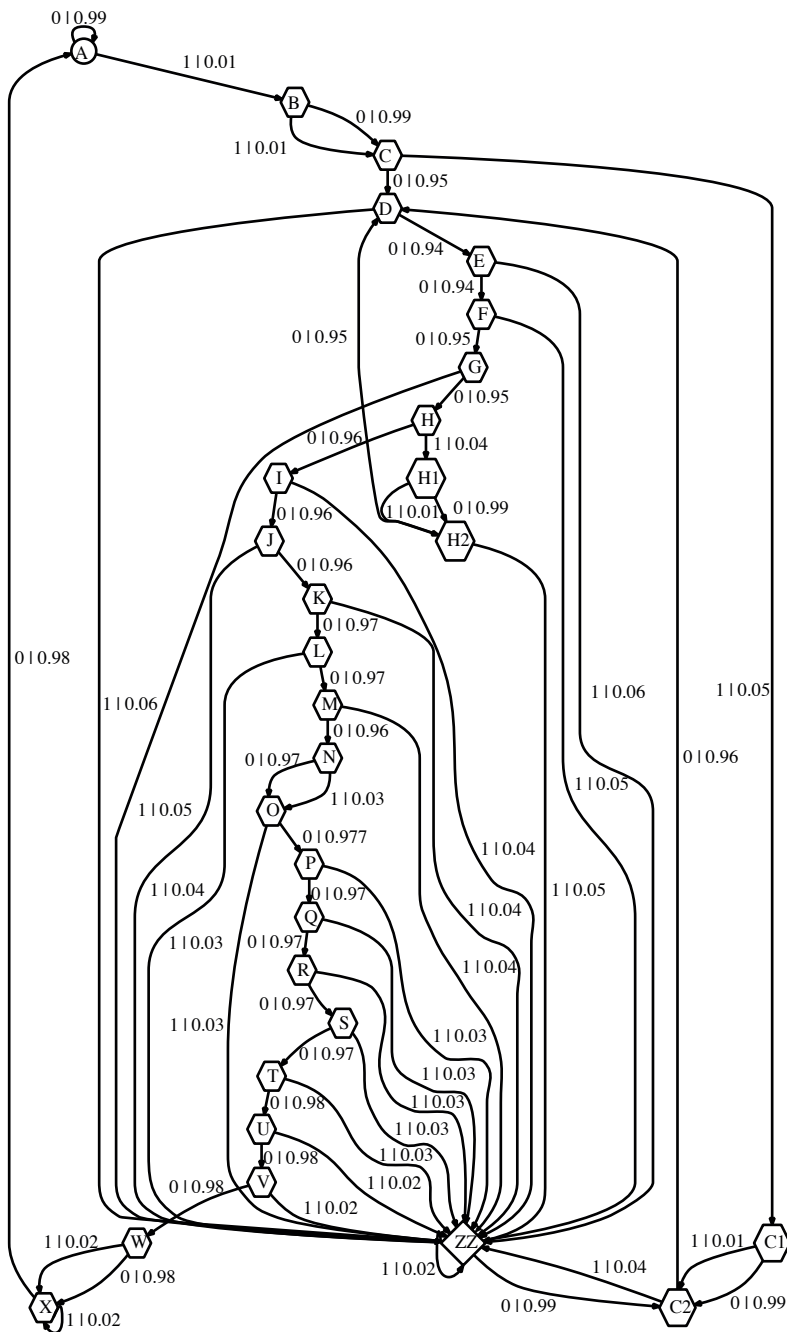 0 | 0.99
A
1 | 0.01
B
0 | 0.99
1 | 0.01
C
0 | 0.95
D
0 | 0.94
E
0 | 0.94
F
0 | 0.95
0 | 0.95
G
0 | 0.95
H
0 | 0.96
1 | 0.04
I
H1
0 | 0.96
1 | 0.01
0 | 0.99
J
H2
0 | 0.96
K
0 | 0.97
L
0 | 0.98
1 | 0.05
1 | 0.06
0 | 0.97
1 | 0.06
M
0 | 0.96
0 | 0.96
N
0 | 0.97
1 | 0.05
1 | 0.03
1 | 0.05
O
0 | 0.977
1 | 0.04
P
1 | 0.04
0 | 0.97
1 | 0.05
1 | 0.04
Q
1 | 0.03
0 | 0.97
1 | 0.04
R
0 | 0.97
S
1 | 0.03
1 | 0.03
0 | 0.97
1 | 0.03
T
0 | 0.98
1 | 0.03
U
1 | 0.03
1 | 0.03
0 | 0.98
0 | 0.98
1 | 0.02
V
1 | 0.02
W
1 | 0.02
ZZ
1 | 0.01
C1
0 | 0.98
1 | 0.02
1 | 0.04
X
0 | 0.99
C2
0 | 0.99
1 | 0.02